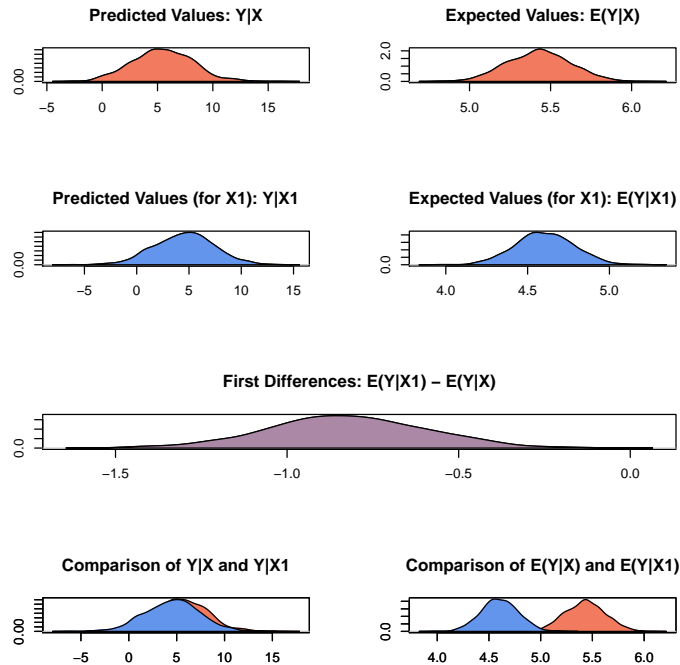 Predicted Values: Y|X
Expected Values: E(Y|X)
0.00
−5 0 5 10 15
0.0 2.0
5.0 5.5 6.0
Predicted Values (for X1): Y|X1
Expected Values (for X1): E(Y|X1)
0.00
−5 0 5 10 15
0.0
4.0 4.5 5.0
First Differences: E(Y|X1) − E(Y|X)
0.0
−1.5 −1.0 −0.5 0.0
Comparison of Y|X and Y|X1
Comparison of E(Y|X) and E(Y|X1)
0.00
−5 0 5 10 15
0.0
4.0 4.5 5.0 5.5 6.0